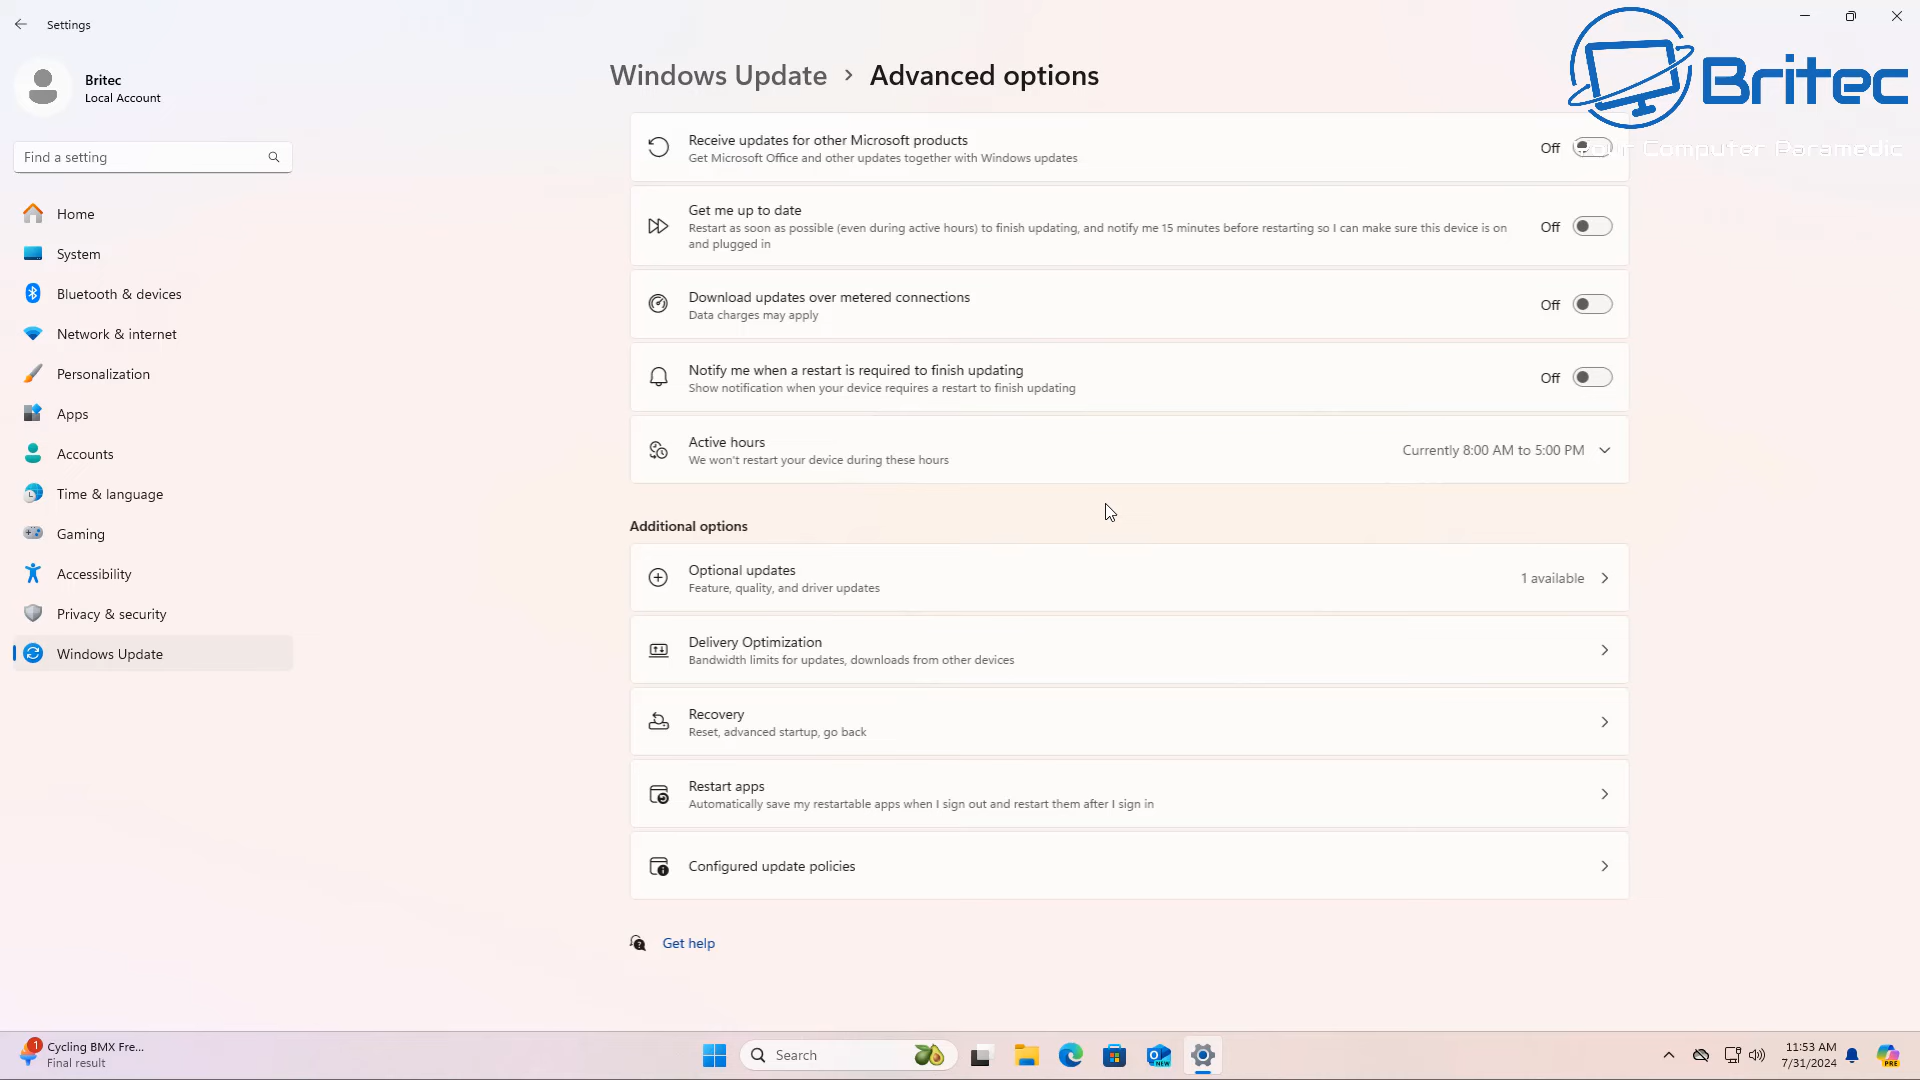 Settings
Britec
Local Account
Find a setting
Home
System
Bluetooth & devices
Network & internet
Personalization
Apps
Accounts
Time & language
Gaming
Accessibility
Privacy & security
Windows Update
Windows Update › Advanced options
Britec
Your Computer Paramedic
Receive updates for other Microsoft products
Get Microsoft Office and other updates together with Windows updates
Off
Get me up to date
Restart as soon as possible (even during active hours) to finish updating, and notify me 15 minutes before restarting so I can make sure this device is on
and plugged in
Off
Download updates over metered connections
Data charges may apply
Off
Notify me when a restart is required to finish updating
Show notification when your device requires a restart to finish updating
Off
Active hours
We won't restart your device during these hours
Currently 8:00 AM to 5:00 PM
Additional options
Optional updates
Feature, quality, and driver updates
1 available
Delivery Optimization
Bandwidth limits for updates, downloads from other devices
Recovery
Reset, advanced startup, go back
Restart apps
Automatically save my restartable apps when I sign out and restart them after I sign in
Configured update policies
Get help
1
Cycling BMX Fre...
Final result
Search
NEW
11:53 AM
7/31/2024
PRE